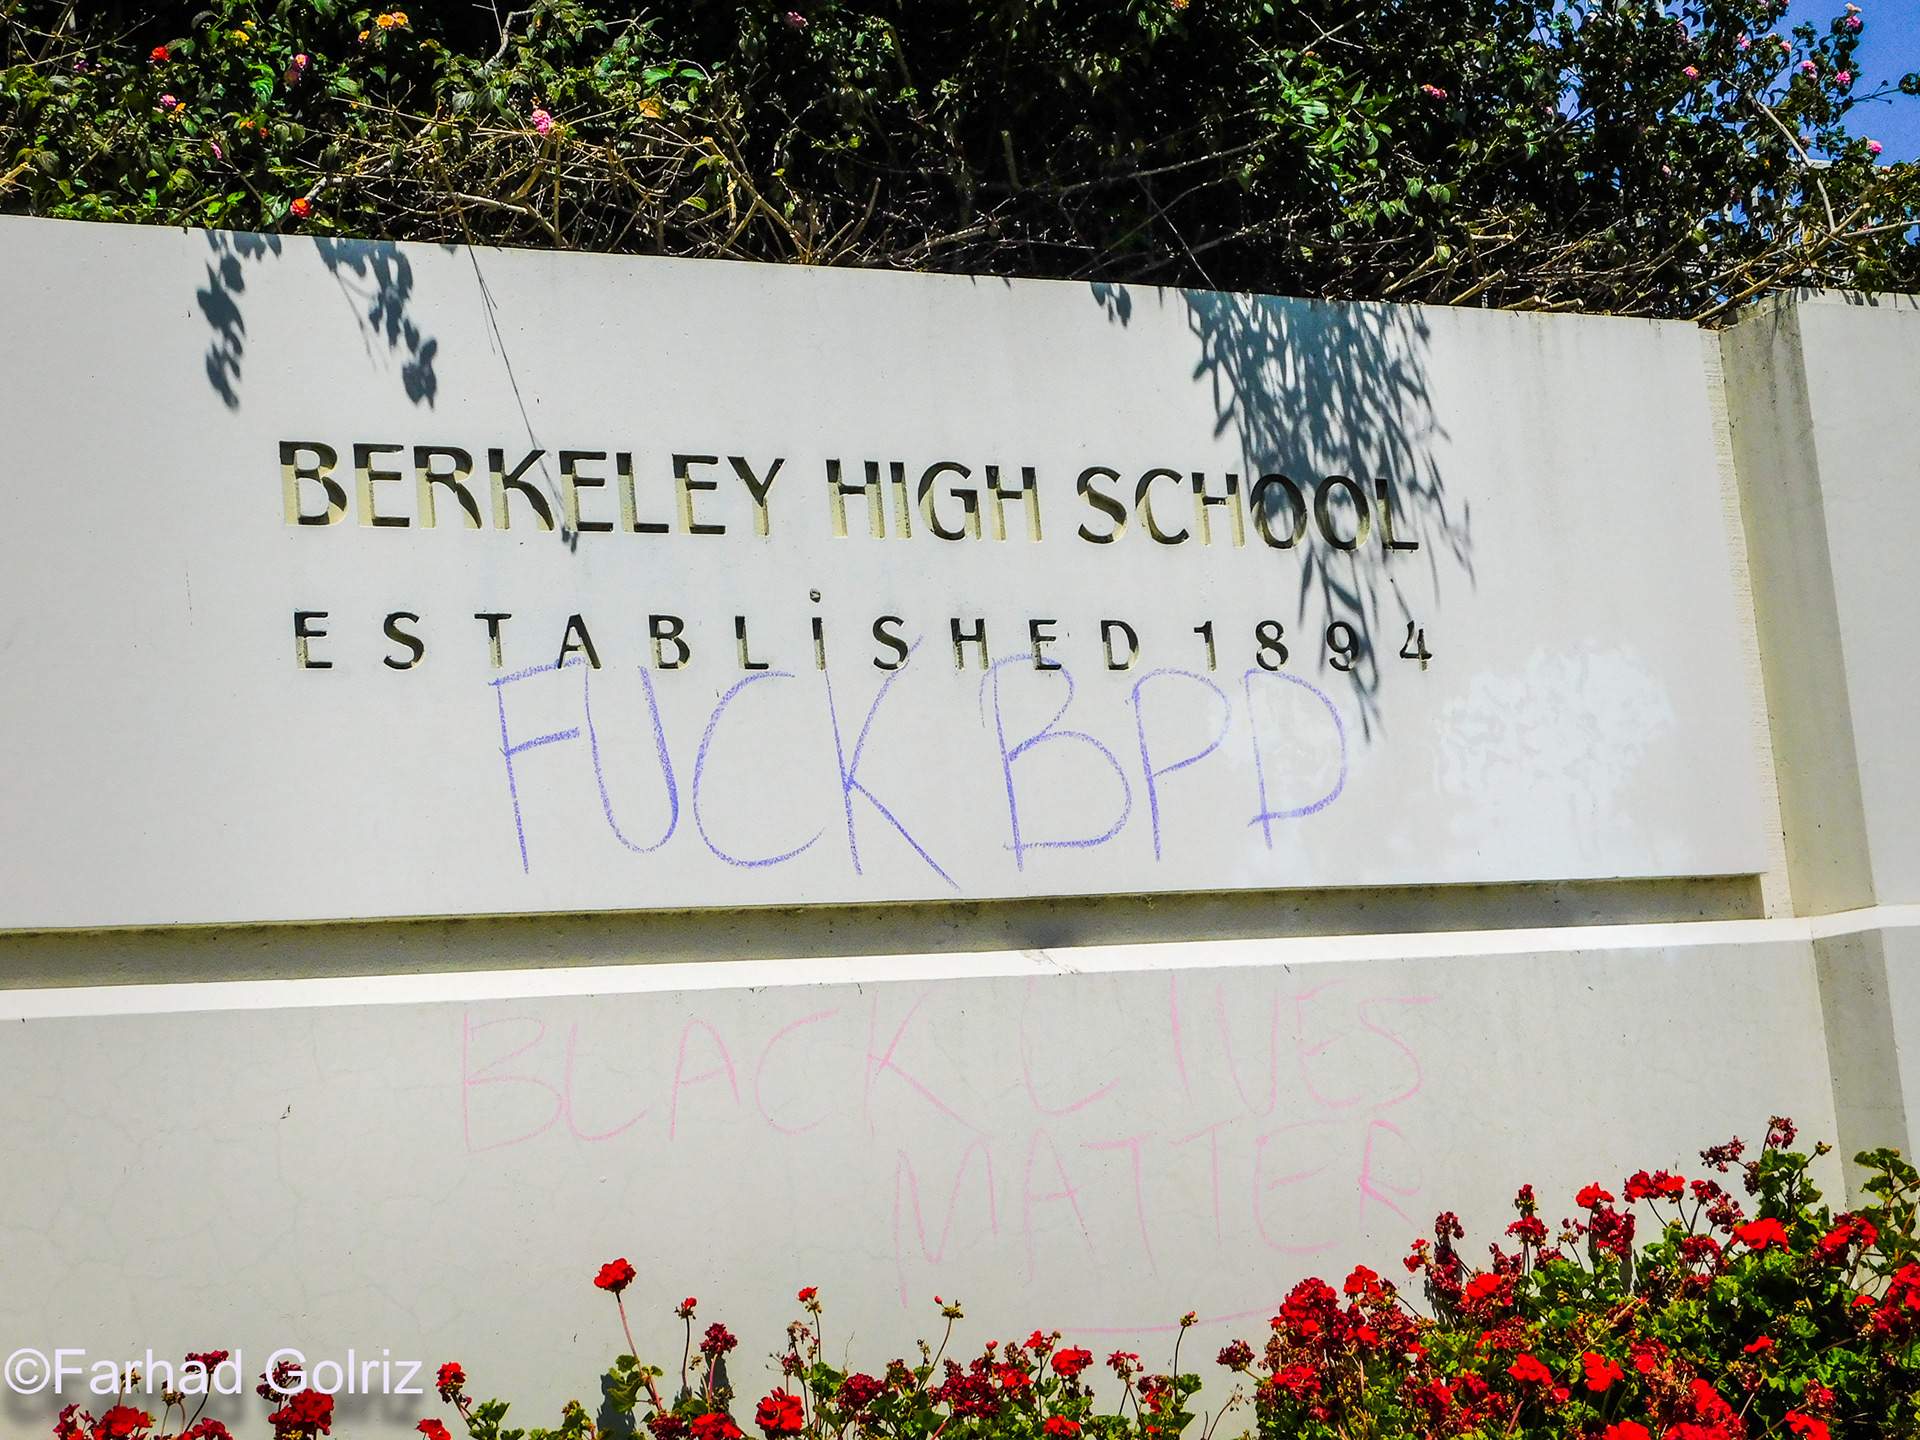 BERKELEY HIGH SCHOOL
ESTABLiSHED 1894
FUCK BPD
BLACK LIVES
MATTER
©Farhad Golriz